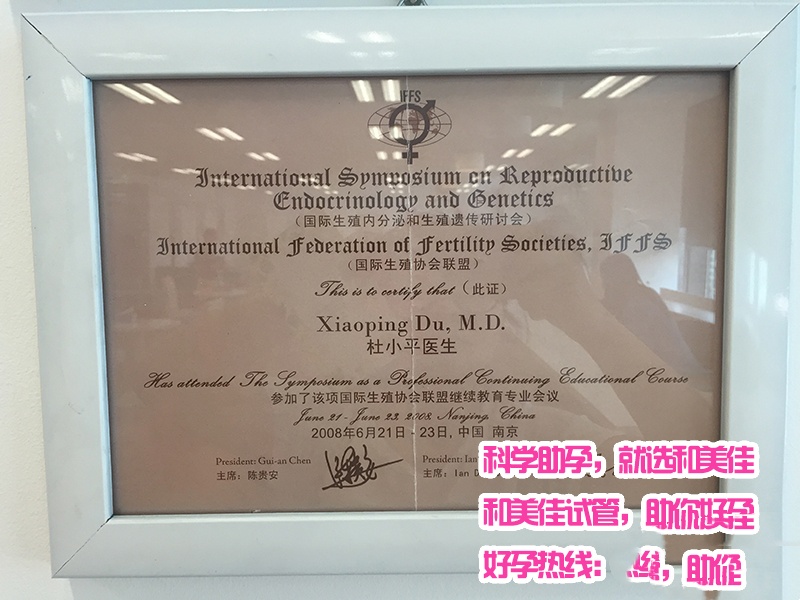 IFFS
International Symposium on Reproductive
Endocrinology and Genetics
(国际生殖内分泌和生殖遗传研讨会)
International Federation of Fertility Societies, IFFS
(国际生殖协会联盟)
This is to certify that (此证)
Xiaoping Du, M.D.
杜小平医生
Has attended The Symposium as a Professional Continuing Educational Course
参加了该项国际生殖协会联盟继续教育专业会议
June 21 - June 23, 2008, Nanjing, China
2008年6月21日 - 23日, 中国 南京
President: Gui-an Chen
President: Ian
主席: 陈贵安
主席: Ian
科学助孕，就选和美佳
和美佳试管，助你好孕
好孕热线：